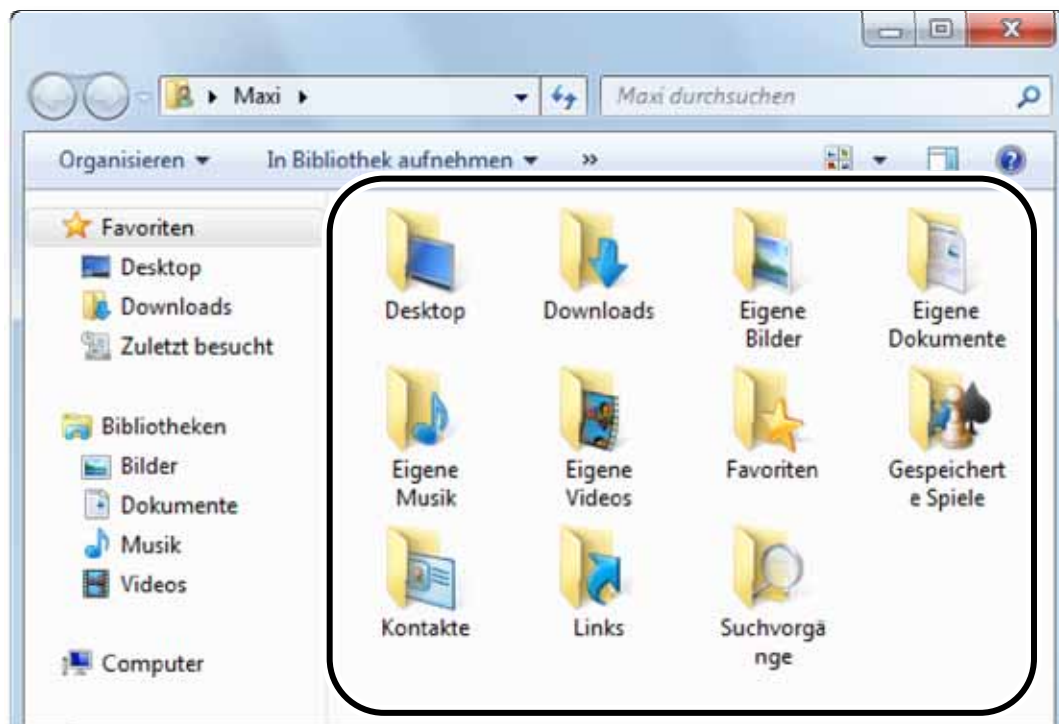 Maxi
Maxi durchsuchen
Organisieren
In Bibliothek aufnehmen
»
Favoriten
Desktop
Downloads
Zuletzt besucht
Bibliotheken
Bilder
Dokumente
Musik
Videos
Computer
Desktop
Downloads
Eigene
Bilder
Eigene
Dokumente
Eigene
Musik
Eigene
Videos
Favoriten
Gespeichert
e Spiele
Kontakte
Links
Suchvorgä
nge